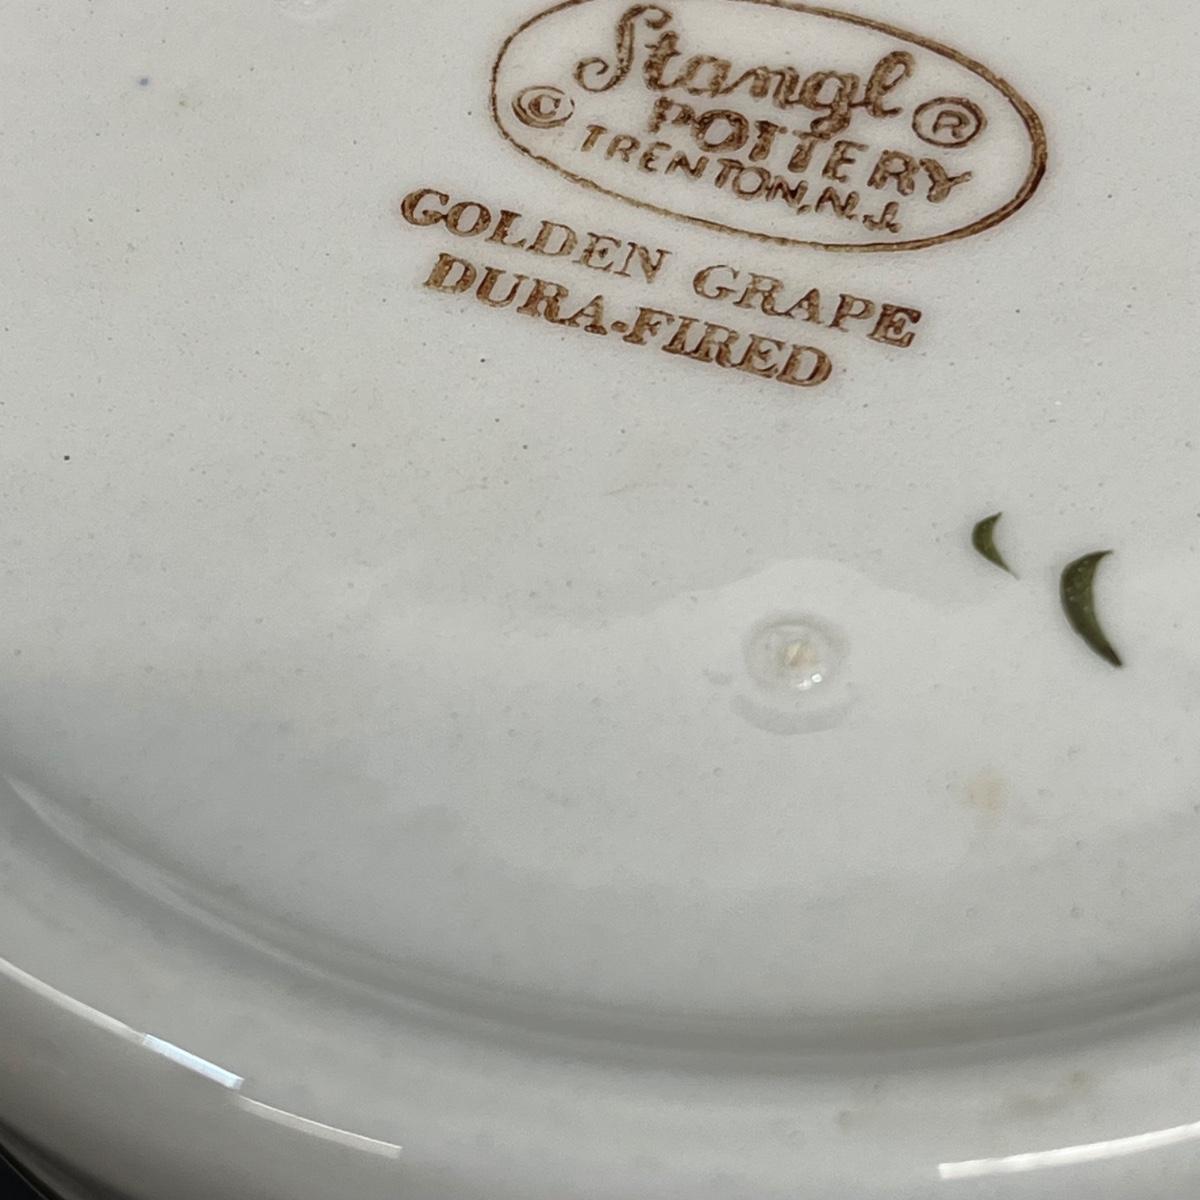 Stangl
© POTTERY ®
TRENTON, N.J.
GOLDEN GRAPE
DURA-FIRED